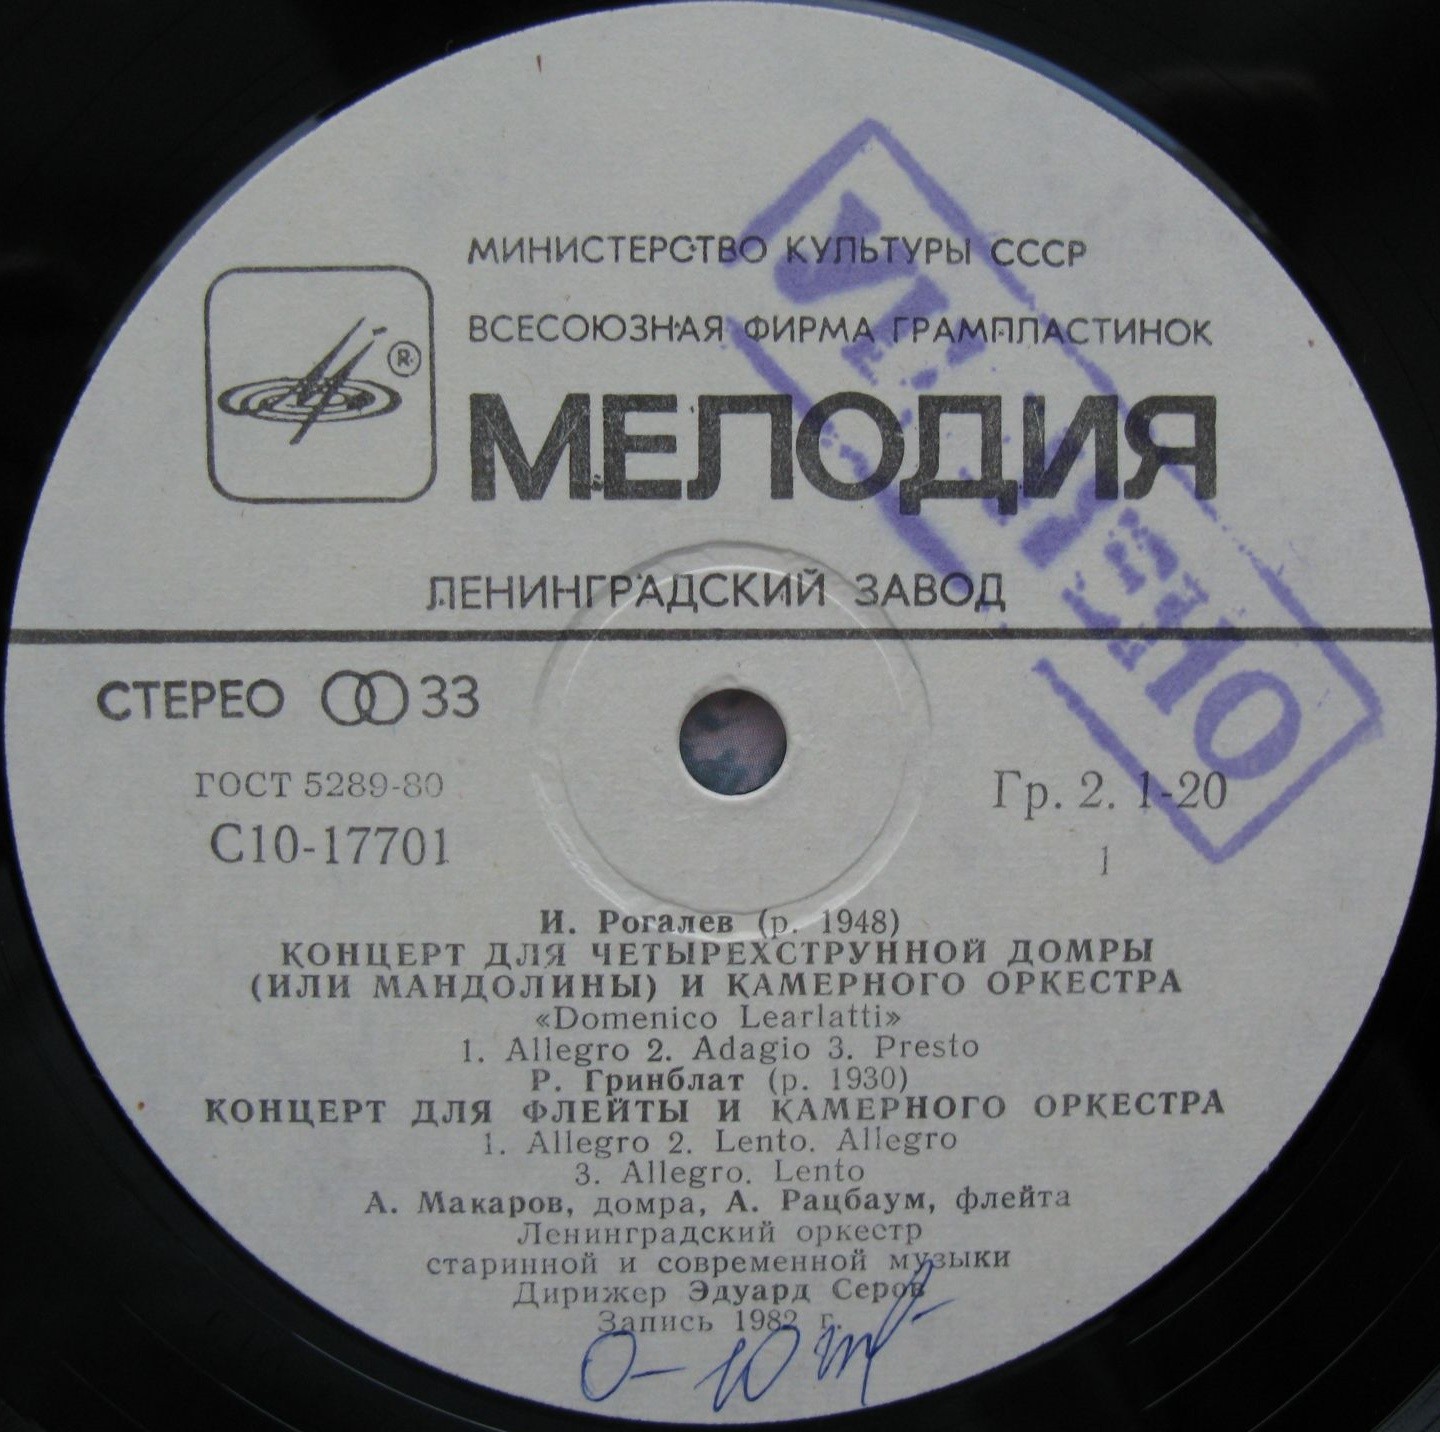 МИНИСТЕРСТВО КУЛЬТУРЫ СССР
ВСЕСОЮЗНАЯ ФИРМА ГРАМПЛАСТИНОК
®
МЕЛОДИЯ
ЛЕНИНГРАДСКИЙ ЗАВОД
СТЕРЕО 33
ГОСТ 5289-80
С10-17701
Гр. 2. 1-20
1
И. Рогалев (р. 1948)
КОНЦЕРТ ДЛЯ ЧЕТЫРЕХСТРУННОЙ ДОМРЫ
(ИЛИ МАНДОЛИНЫ) И КАМЕРНОГО ОРКЕСТРА
«Domenico Learlatti»
1. Allegro 2. Adagio 3. Presto
Р. Гринблат (р. 1930)
КОНЦЕРТ ДЛЯ ФЛЕЙТЫ И КАМЕРНОГО ОРКЕСТРА
1. Allegro 2. Lento. Allegro
3. Allegro. Lento
А. Макаров, домра, А. Рацбаум, флейта
Ленинградский оркестр
старинной и современной музыки
Дирижер Эдуард Серов
Запись 1982 г.